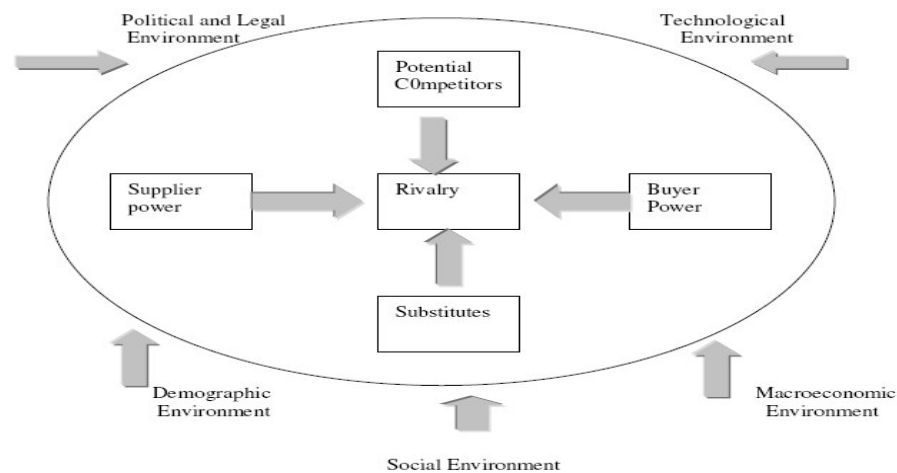 Political and Legal
Environment
Technological
Environment
Potential
C0mpetitors
Supplier
power
Rivalry
Buyer
Power
Substitutes
Demographic
Environment
Macroeconomic
Environment
Social Environment